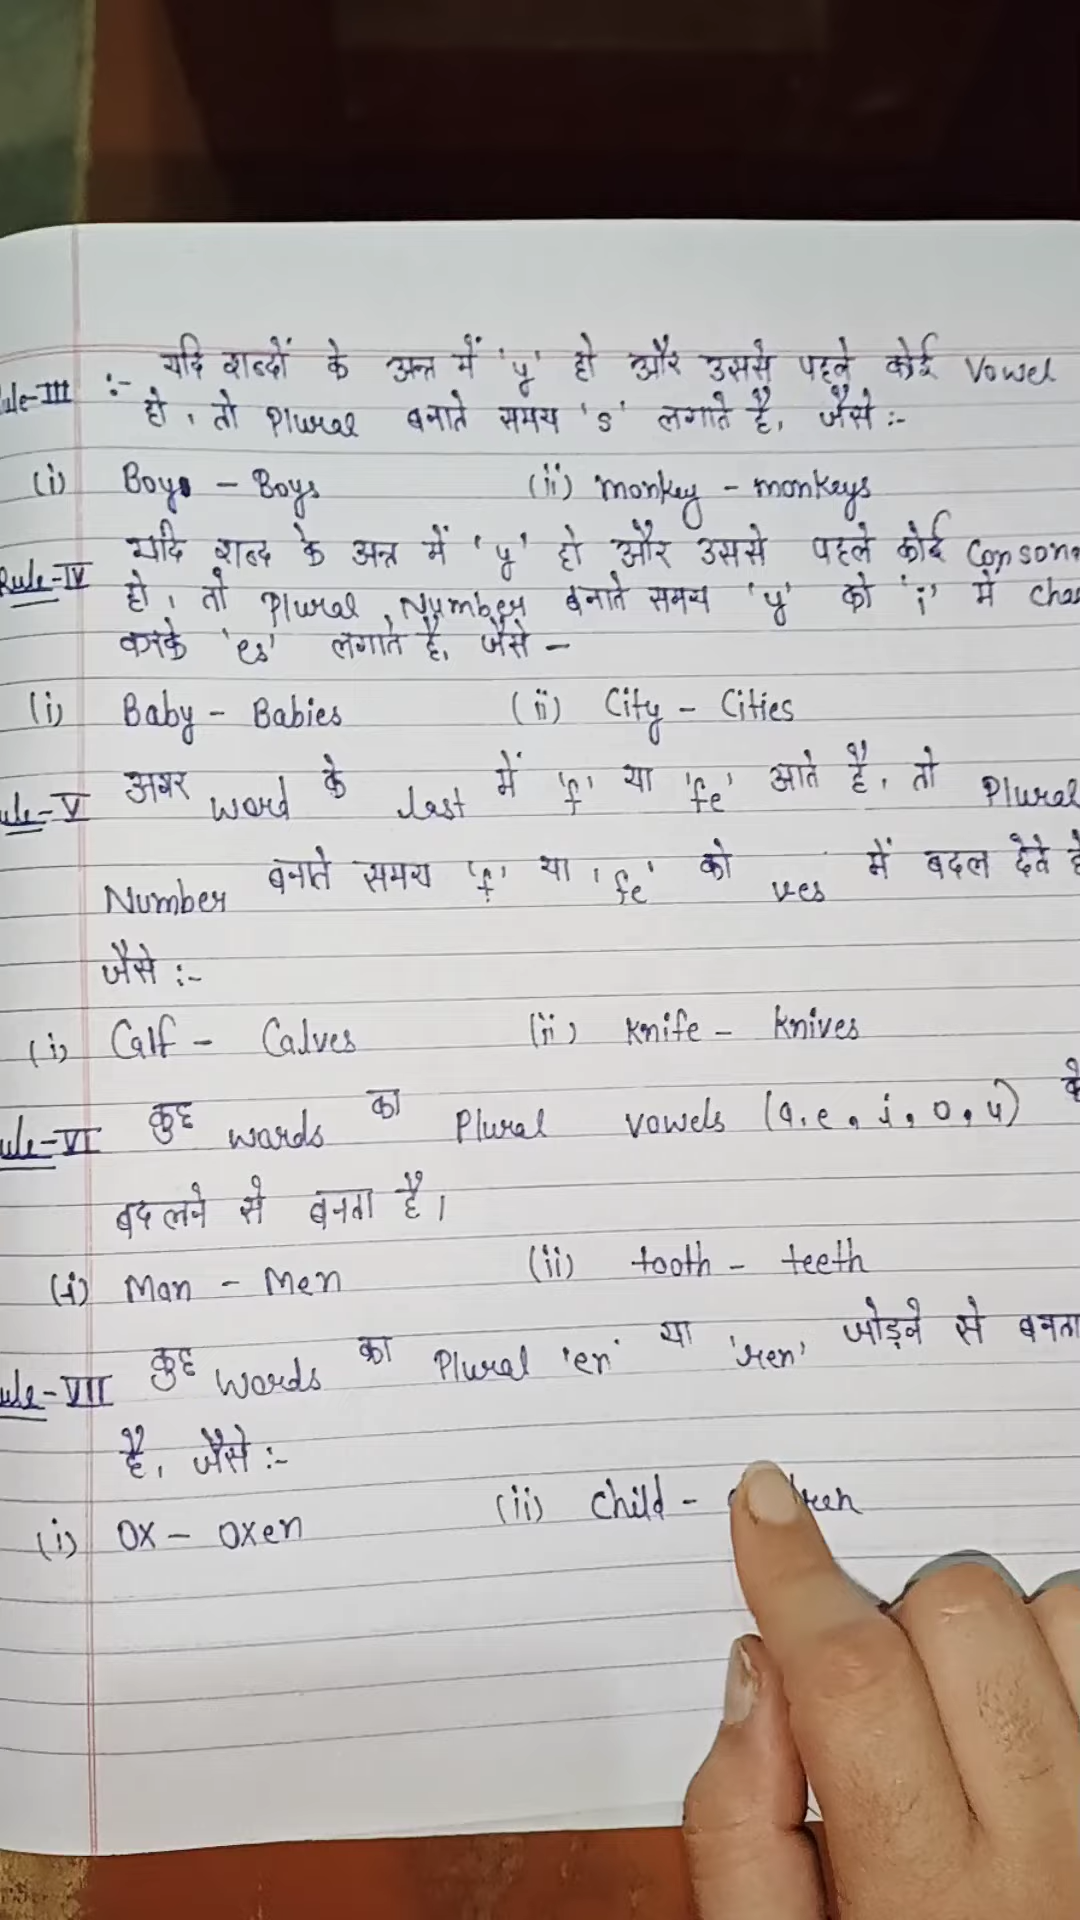 यदि शब्दों के अन्त में 'y' हो और उससे पहले कोई Vowel
ule-III :- हो, तो Plural बनाते समय 's' लगाते है, जैसे :-
(i) Boy - Boys (ii) monkey - monkeys
यदि शब्द के अन्त में 'y' हो और उससे पहले कोई Conson
Rule-IV हो, तो Plural Number बनाते समय 'y' को 'i' में Cha
करके 'es' लगाते है, जैसे -
(i) Baby - Babies (ii) City - Cities
ule-V अगर word के last में 'f' या 'fe' आते है, तो Plural
Number बनाते समय 'f' या 'fe' को ves में बदल देते है
जैसे :-
(i) Calf - Calves (ii) Knife - Knives
ule-VI कुछ words का Plural vowels (a, e, i, o, u) के
बदलने से बनता है।
(i) Man - Men (ii) tooth - teeth
ule-VII कुछ words का Plural 'en' या 'ren' जोड़ने से बनता
है, जैसे :-
(i) Ox - Oxen (ii) Child -